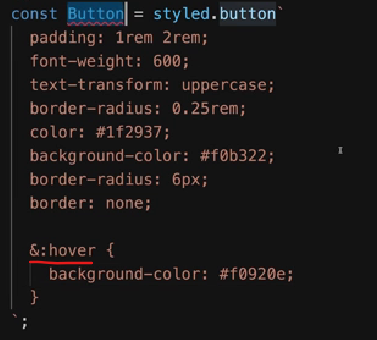 const Button = styled.button`
padding: 1rem 2rem;
font-weight: 600;
text-transform: uppercase;
border-radius: 0.25rem;
color: #1f2937;
background-color: #f0b322;
border-radius: 6px;
border: none;
&:hover {
background-color: #f0920e;
}
`;